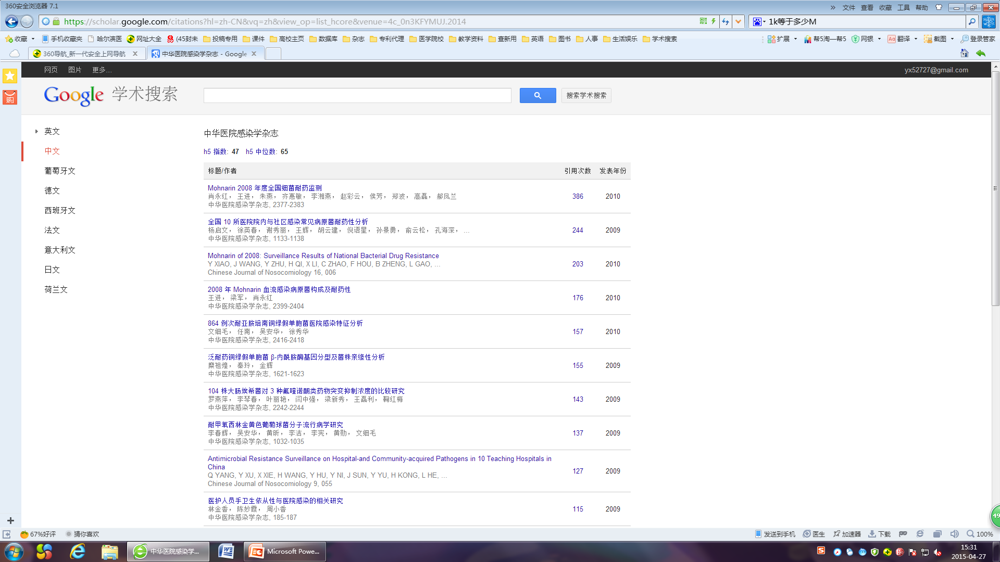 360安全浏览器 7.1
» 文件 查看 收藏 工具 帮助
https://scholar.google.com/citations?hl=zh-CN&vq=zh&view_op=list_hcore&venue=4c_0n3KFYMUJ.2014
1k等于多少M
收藏 手机收藏夹 哈尔滨医 网址大全 (45封未 投稿专用 课件 高校主页 数据库 杂志 专利代理 医学院校 教学资料 查新用 英语 图书 人事 生活娱乐 学术搜索
扩展 帮5淘—帮5 网银 翻译 截图 登录管家
360导航_新一代安全上网导航
中华医院感染学杂志 - Google
网页 图片 更多…
yx52727@gmail.com
购
Google 学术搜索
搜索学术搜索
英文
中文
葡萄牙文
德文
西班牙文
法文
意大利文
日文
荷兰文
中华医院感染学杂志
h5 指数: 47 h5 中位数: 65
标题/作者 引用次数 发表年份
Mohnarin 2008 年度全国细菌耐药监测
肖永红， 王进， 朱燕， 齐惠敏， 李湘燕， 赵彩云， 侯芳， 郑波， 高磊， 郝凤兰
中华医院感染学杂志, 2377-2383
386 2010
全国 10 所医院院内与社区感染常见病原菌耐药性分析
杨启文， 徐英春， 谢秀丽， 王辉， 胡云建， 倪语星， 孙景勇， 俞云松， 孔海深， ...
中华医院感染学杂志, 1133-1138
244 2009
Mohnarin of 2008: Surveillance Results of National Bacterial Drug Resistance
Y XIAO, J WANG, Y ZHU, H QI, X LI, C ZHAO, F HOU, B ZHENG, L GAO, ...
Chinese Journal of Nosocomiology 16, 006
203 2010
2008 年 Mohnarin 血流感染病原菌构成及耐药性
王进， 梁军， 肖永红
中华医院感染学杂志, 2399-2404
176 2010
864 例次耐亚胺培南铜绿假单胞菌医院感染特征分析
文细毛， 任南， 吴安华， 徐秀华
中华医院感染学杂志, 2416-2418
157 2010
泛耐药铜绿假单胞菌 β-内酰胺酶基因分型及菌株亲缘性分析
糜祖煌， 秦玲， 金辉
中华医院感染学杂志, 1621-1623
155 2009
104 株大肠埃希菌对 3 种氟喹诺酮类药物突变抑制浓度的比较研究
罗燕萍， 李琴春， 叶丽艳， 闫中强， 梁新秀， 王磊利， 鞠红梅
中华医院感染学杂志, 2242-2244
143 2009
耐甲氧西林金黄色葡萄球菌分子流行病学研究
李春辉， 吴安华， 黄昕， 李洁， 李宪， 黄勋， 文细毛
中华医院感染学杂志, 1032-1035
137 2009
Antimicrobial Resistance Surveillance on Hospital-and Community-acquired Pathogens in 10 Teaching Hospitals in
China
Q YANG, Y XU, X XIE, H WANG, Y HU, Y NI, J SUN, Y YU, H KONG, L HE, ...
Chinese Journal of Nosocomiology 9, 055
127 2009
医护人员手卫生依从性与医院感染的相关研究
林金香， 陈妙霞， 周小香
中华医院感染学杂志, 185-187
115 2009
49
67%好评 猜你喜欢
发送到手机 医生 加速器 下载 100%
中华医院感染学... Microsoft Powe...
15:31
2015-04-27